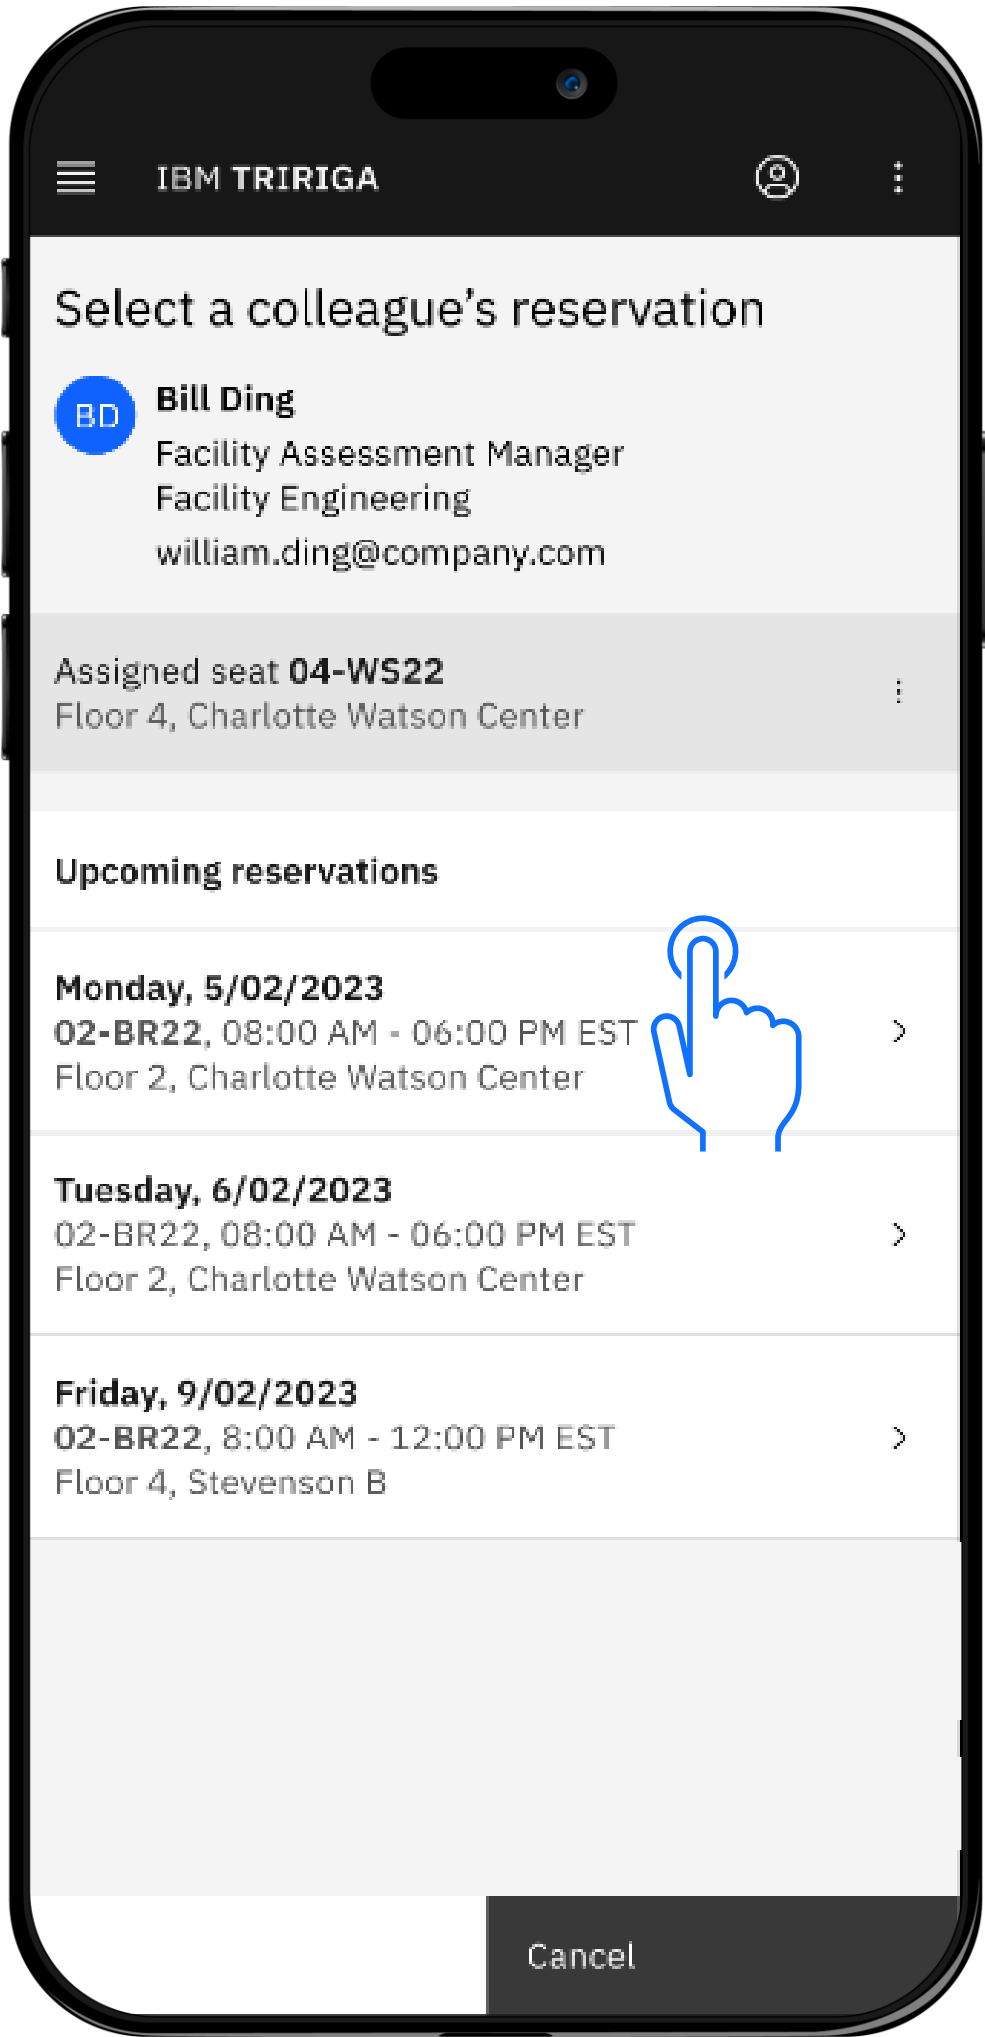 IBM TRIRIGA
Select a colleague’s reservation
BD
Bill Ding
Facility Assessment Manager
Facility Engineering
william.ding@company.com
Assigned seat 04-WS22
Floor 4, Charlotte Watson Center
Upcoming reservations
Monday, 5/02/2023
02-BR22, 08:00 AM - 06:00 PM EST
Floor 2, Charlotte Watson Center
Tuesday, 6/02/2023
02-BR22, 08:00 AM - 06:00 PM EST
Floor 2, Charlotte Watson Center
Friday, 9/02/2023
02-BR22, 8:00 AM - 12:00 PM EST
Floor 4, Stevenson B
Cancel